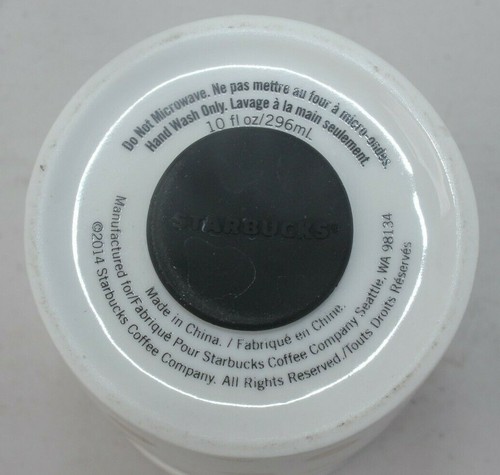 Do Not Microwave. Ne pas mettre au four à micro-ondes.
Hand Wash Only. Lavage à la main seulement.
10 fl oz/296mL
STARBUCKS®
Made in China. / Fabriqué en Chine.
Manufactured for/Fabriqué Pour Starbucks Coffee Company Seattle, WA 98134
©2014 Starbucks Coffee Company. All Rights Reserved./Touts Droits Réservés